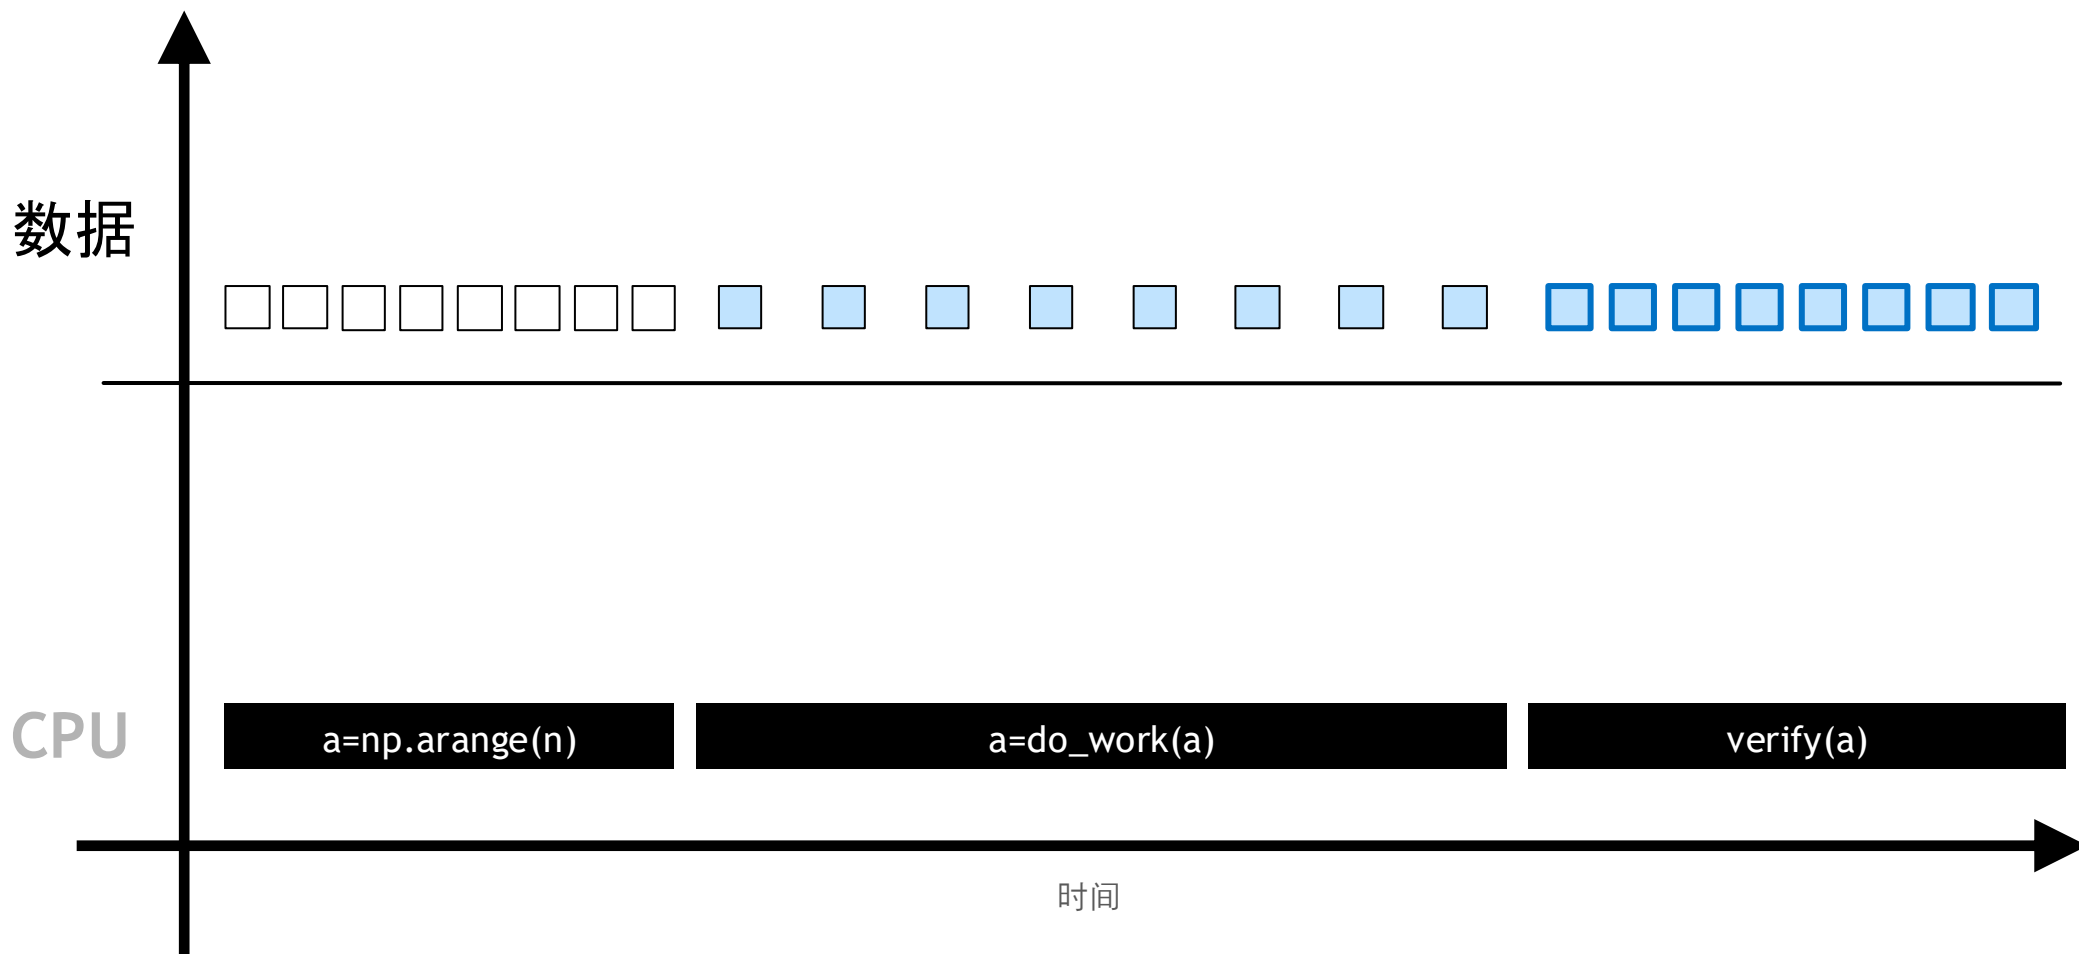 数据
CPU
a=np.arange(n)
a=do_work(a)
verify(a)
时间